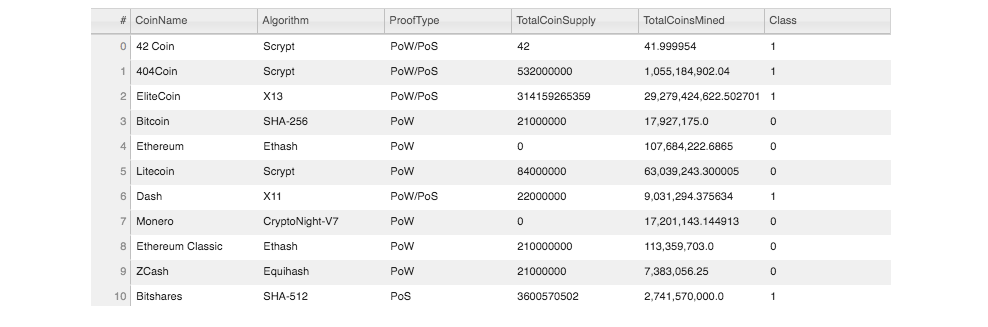 # CoinName Algorithm ProofType TotalCoinSupply TotalCoinsMined Class
0 42 Coin Scrypt PoW/PoS 42 41.999954 1
1 404Coin Scrypt PoW/PoS 532000000 1,055,184,902.04 1
2 EliteCoin X13 PoW/PoS 314159265359 29,279,424,622.502701 1
3 Bitcoin SHA-256 PoW 21000000 17,927,175.0 0
4 Ethereum Ethash PoW 0 107,684,222.6865 0
5 Litecoin Scrypt PoW 84000000 63,039,243.300005 0
6 Dash X11 PoW/PoS 22000000 9,031,294.375634 1
7 Monero CryptoNight-V7 PoW 0 17,201,143.144913 0
8 Ethereum Classic Ethash PoW 210000000 113,359,703.0 0
9 ZCash Equihash PoW 21000000 7,383,056.25 0
10 Bitshares SHA-512 PoS 3600570502 2,741,570,000.0 1